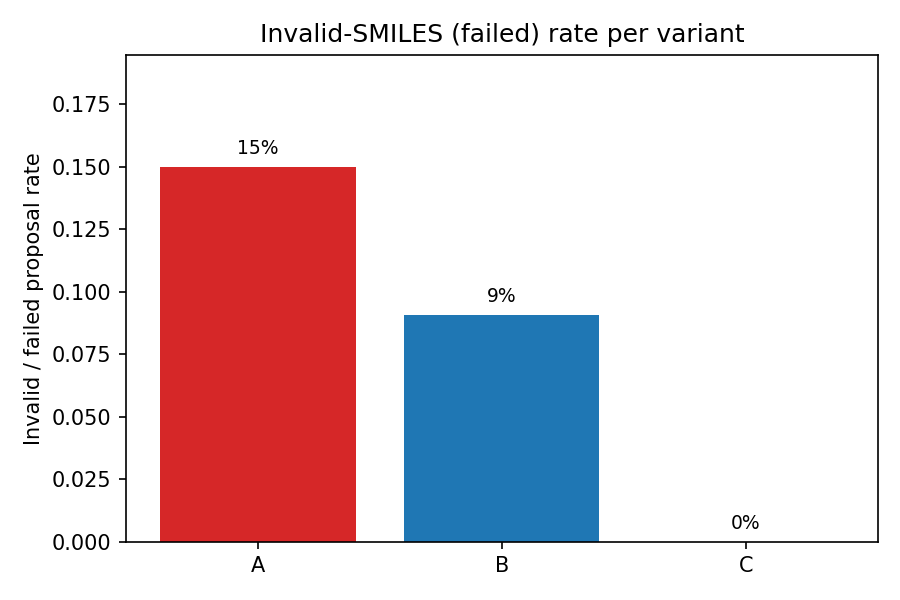 Invalid-SMILES (failed) rate per variant
Invalid / failed proposal rate
0.175
0.150
0.125
0.100
0.075
0.050
0.025
0.000
15%
9%
0%
A
B
C